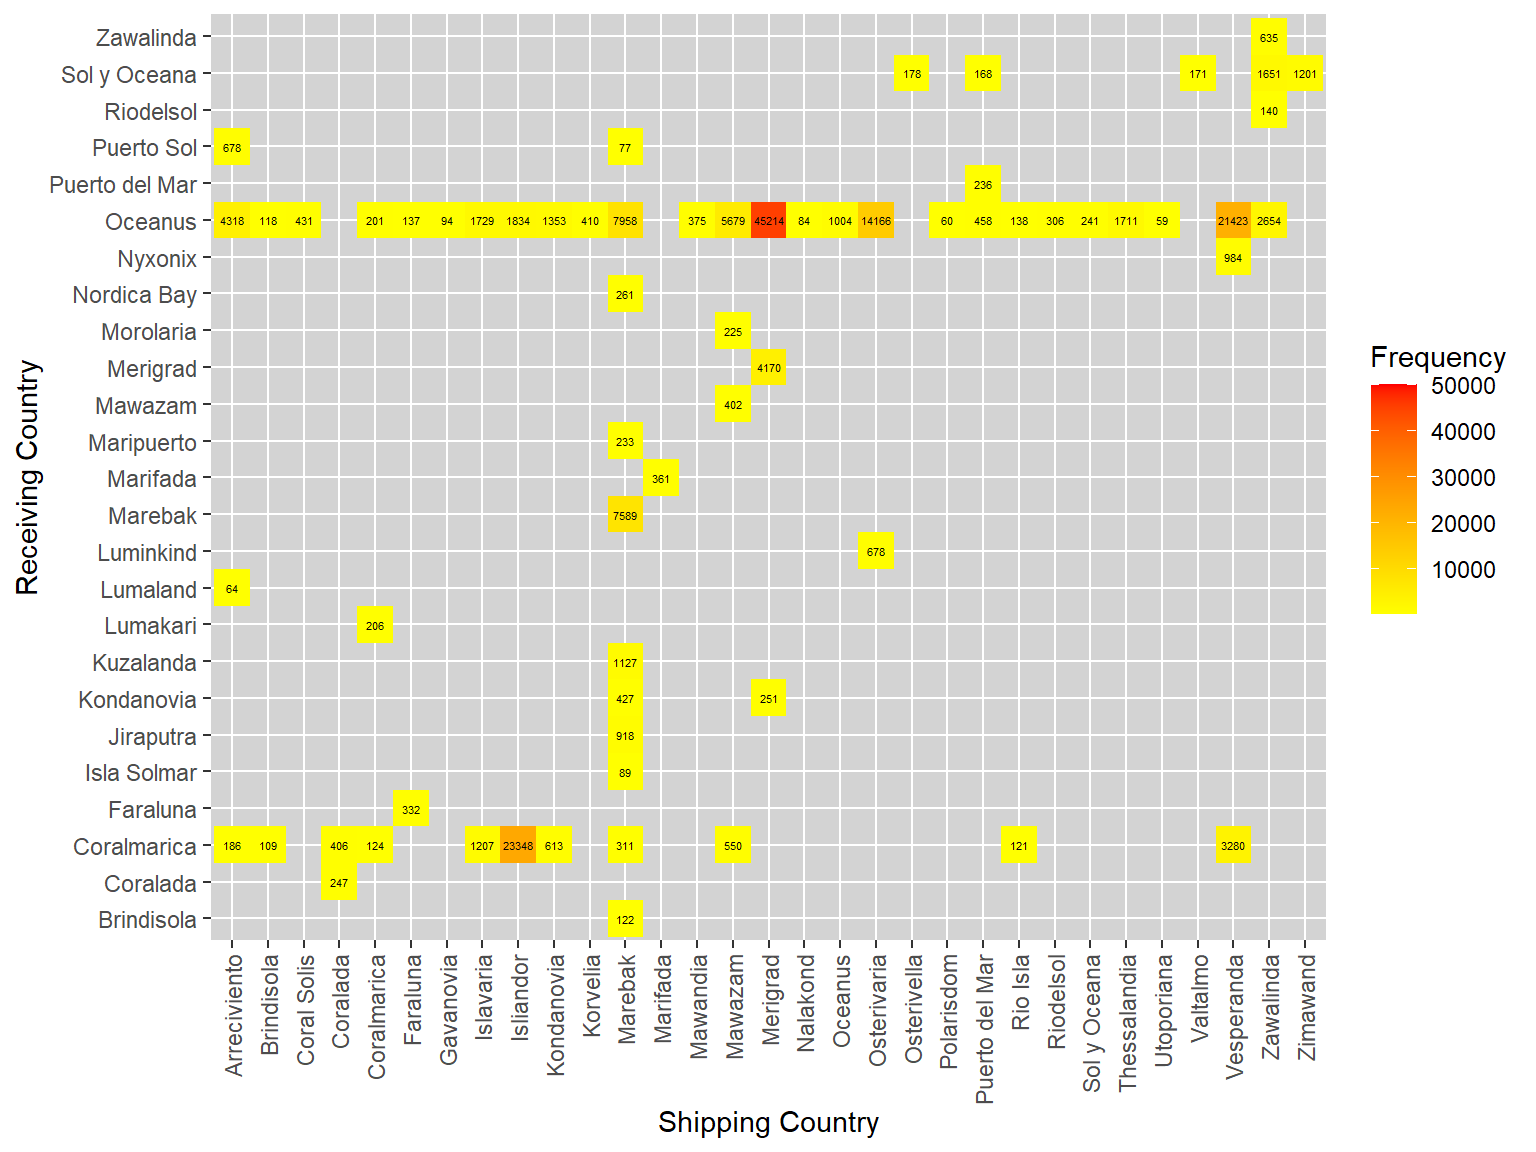 Zawalinda 635
Sol y Oceana 178 168 171 1651 1201
Riodelsol 140
Puerto Sol 678 77
Puerto del Mar 236
Oceanus 4318 118 431 201 137 94 1729 1834 1353 410 7958 375 5679 45214 84 1004 14166 60 458 138 306 241 1711 59 21423 2654
Nyxonix 984
Nordica Bay 261
Morolaria 225
Merigrad 4170
Mawazam 402
Maripuerto 233
Marifada 361
Marebak 7589
Luminkind 678
Lumaland 64
Lumakari 206
Kuzalanda 1127
Kondanovia 427 251
Jiraputra 918
Isla Solmar 89
Faraluna 332
Coralmarica 186 109 406 124 1207 23348 613 311 550 121 3280
Coralada 247
Brindisola 122
Receiving Country
Arreciviento
Brindisola
Coral Solis
Coralada
Coralmarica
Faraluna
Gavanovia
Islavaria
Isliandor
Kondanovia
Korvelia
Marebak
Marifada
Mawandia
Mawazam
Merigrad
Nalakond
Oceanus
Osterivaria
Osterivella
Polarisdom
Puerto del Mar
Rio Isla
Riodelsol
Sol y Oceana
Thessalandia
Utoporiana
Valtalmo
Vesperanda
Zawalinda
Zimawand
Shipping Country
Frequency
50000
40000
30000
20000
10000